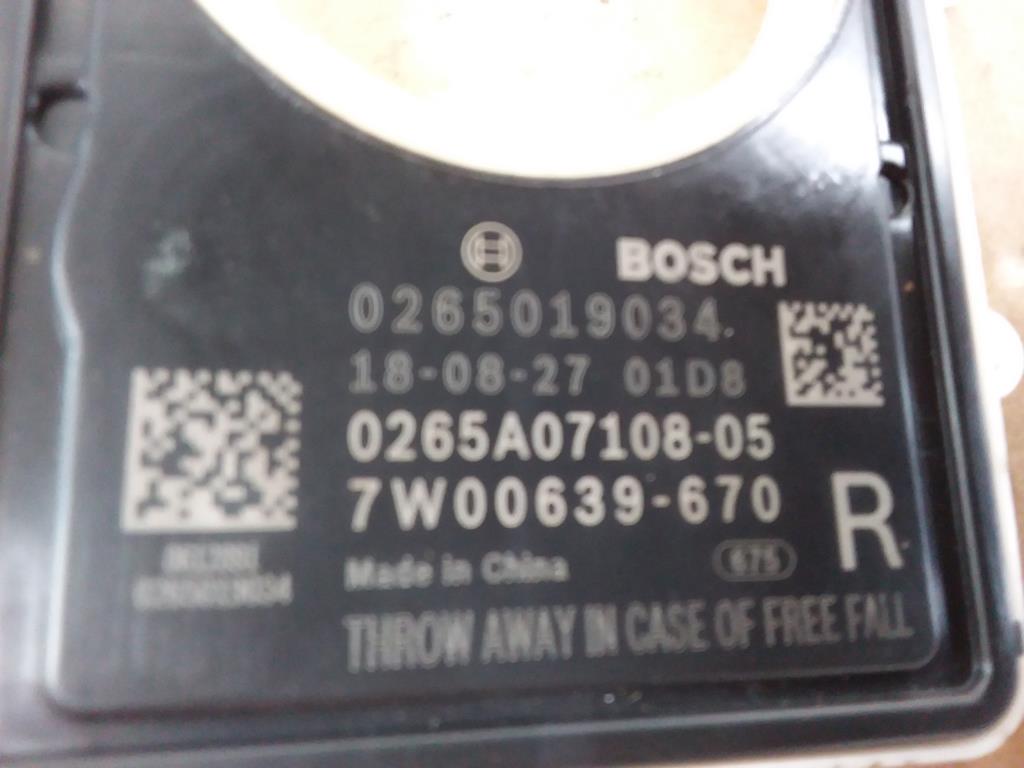 BOSCH
0265019034
18-08-27 01D8
0265A07108-05
7W00639-670
R
Made in China
675
THROW AWAY IN CASE OF FREE FALL